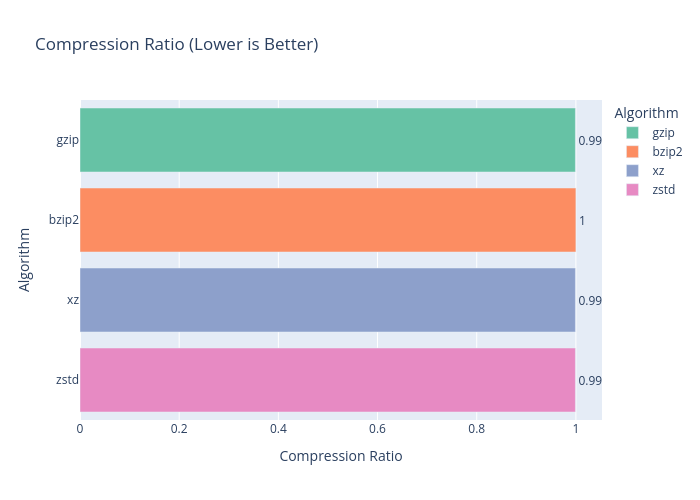 Compression Ratio (Lower is Better)
Algorithm
gzip
bzip2
xz
zstd
gzip
0.99
bzip2
1
xz
0.99
zstd
0.99
Algorithm
0
0.2
0.4
0.6
0.8
1
Compression Ratio